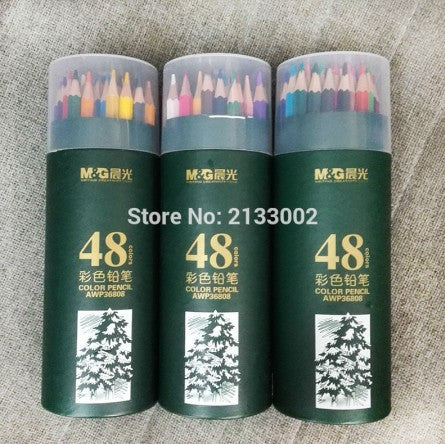 M&G晨光
M&G晨光
M&G晨光
Store No: 2133002
48 colors
彩色铅笔
COLOR PENCIL
AWP36808
48 colors
彩色铅笔
COLOR PENCIL
AWP36808
48 colors
彩色铅笔
COLOR PENCIL
AWP36808